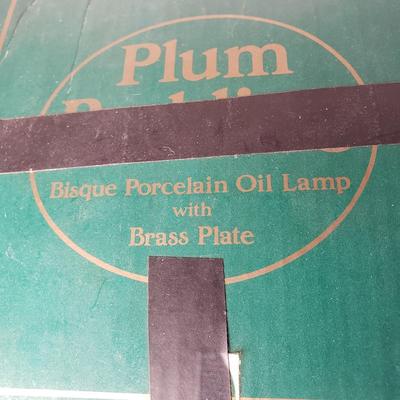 Plum
Bisque Porcelain Oil Lamp
with
Brass Plate